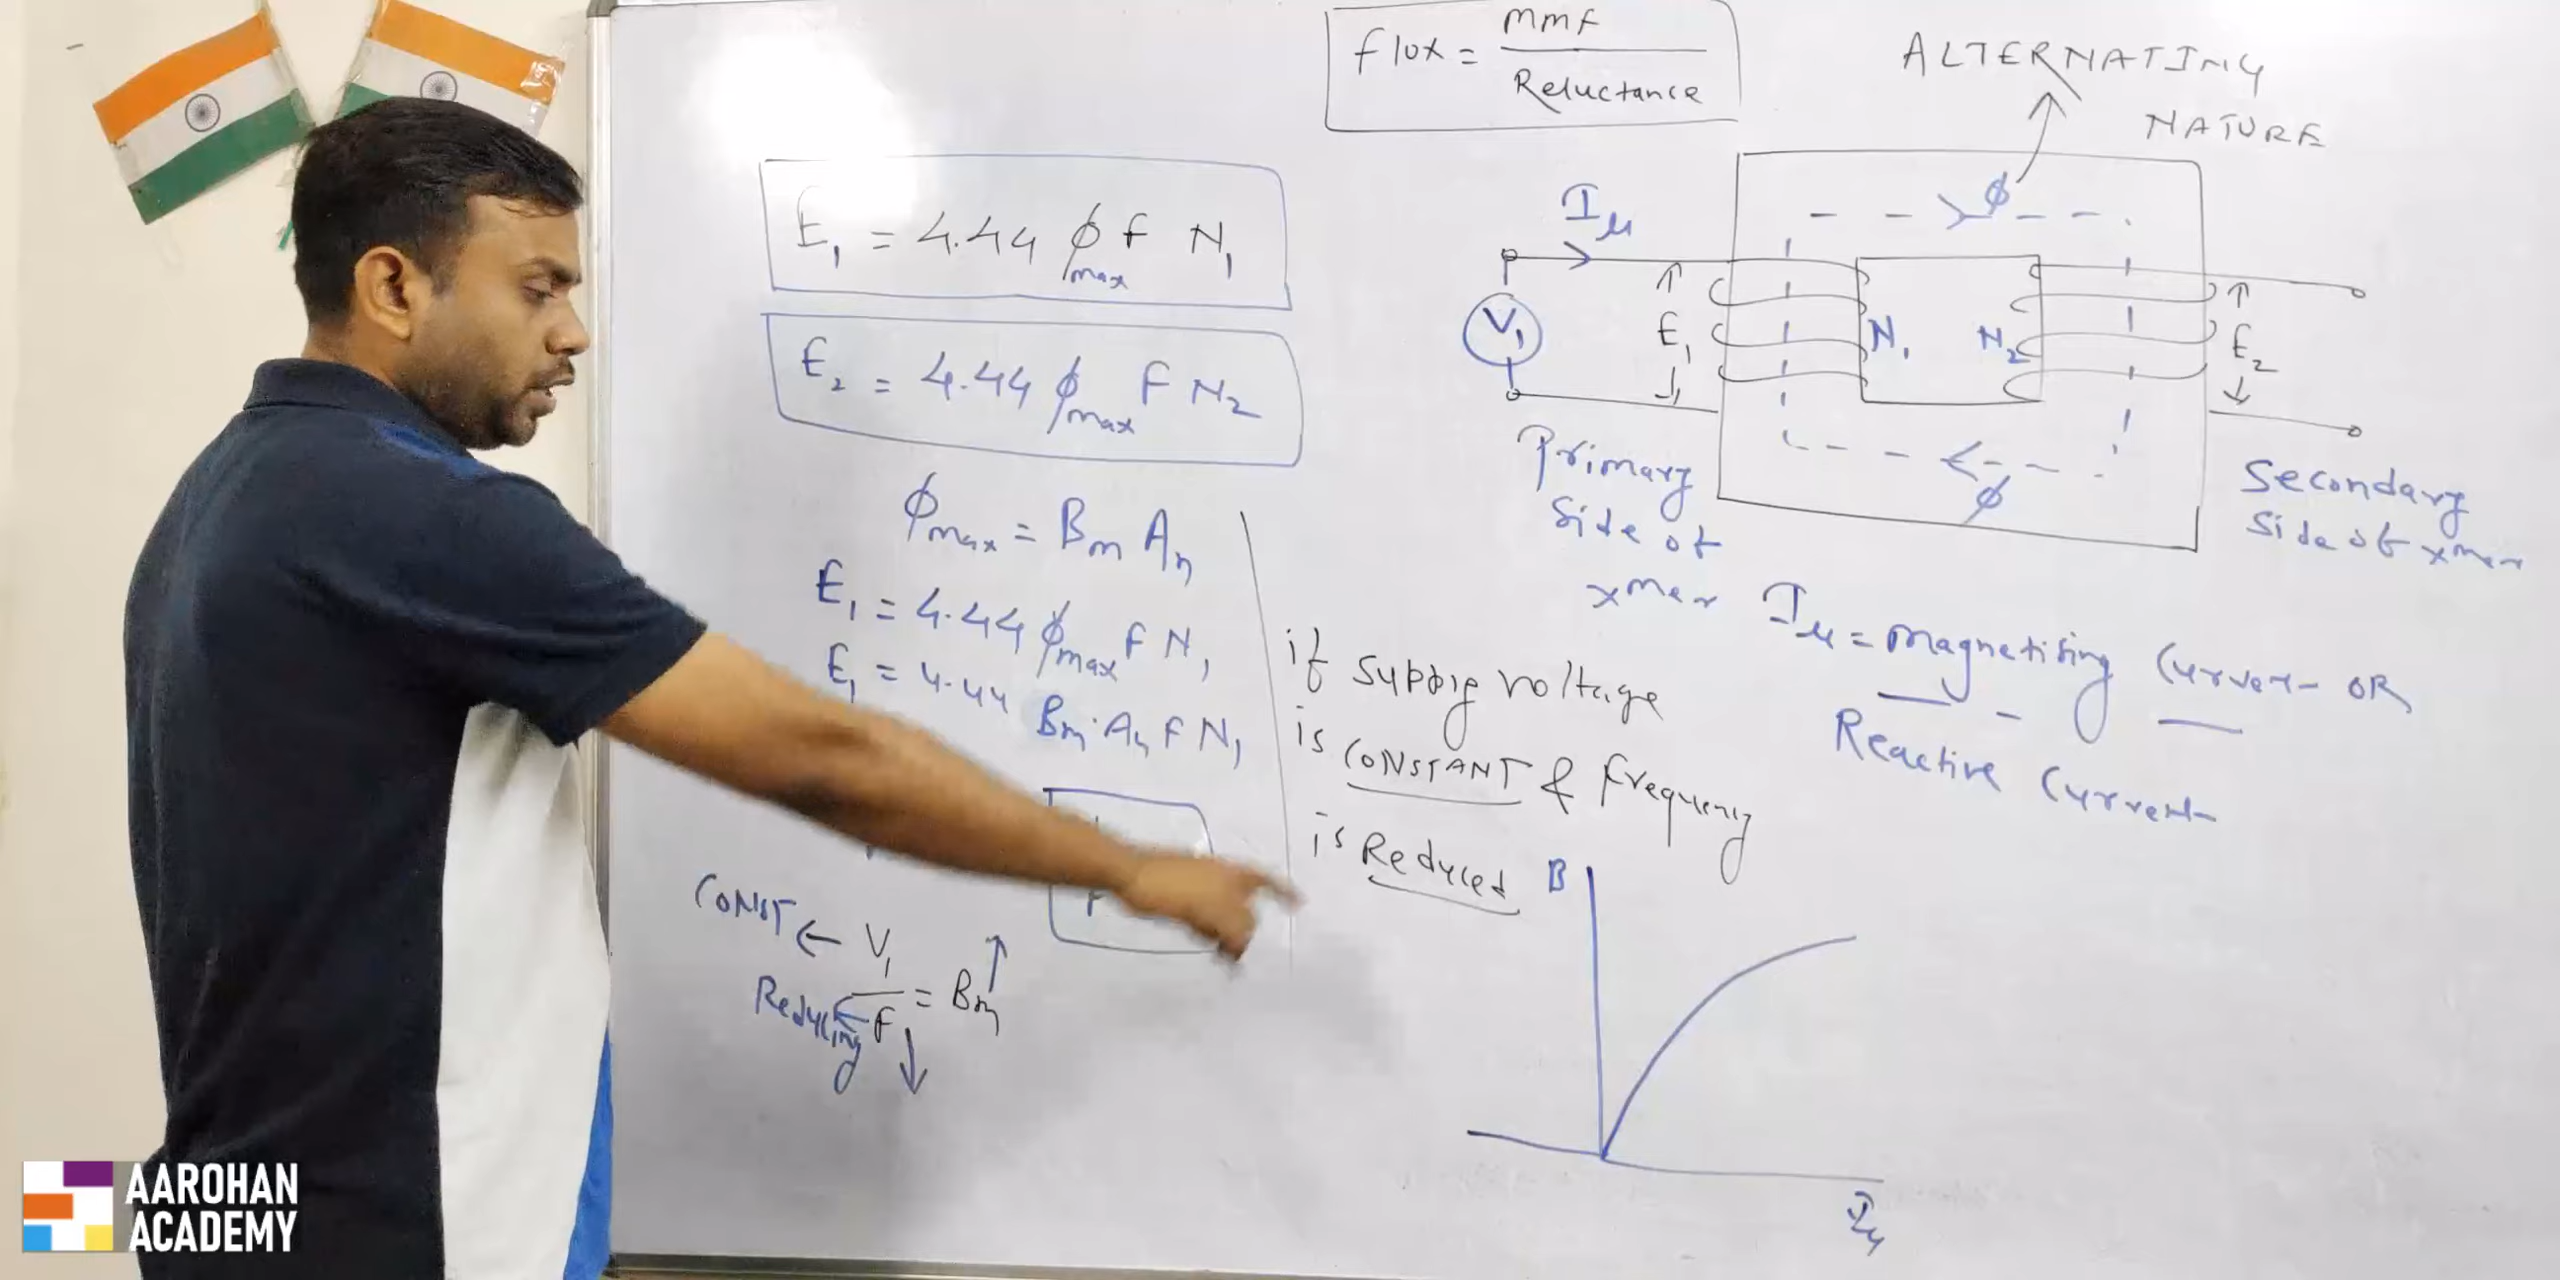 flux = mmf
Reluctance
ALTERNATING
NATURE
E1 = 4.44 ϕmax f N1
E2 = 4.44 ϕmax F N2
ϕmax = Bm An
E1 = 4.44 ϕmax F N1
E1 = 4.44 Bm. An F N1
CONST ← V1
Reducing ← F ↓ = Bm ↑
if supply voltage
is CONSTANT & frequency
is Reduced
Iμ
ϕ
V1
E1
N1
N2
E2
ϕ
Primary
side of
xmer
Secondary
side of xmer
Iμ = magnetising Current OR
Reactive Current
B
Iμ
AAROHAN
ACADEMY